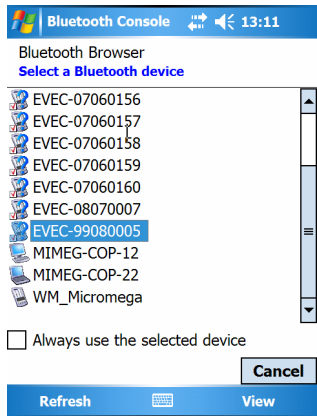 Bluetooth Console 13:11
Bluetooth Browser
Select a Bluetooth device
EVEC-07060156
EVEC-07060157
EVEC-07060158
EVEC-07060159
EVEC-07060160
EVEC-08070007
EVEC-99080005
MIMEG-COP-12
MIMEG-COP-22
WM_Micromega
Always use the selected device
Cancel
Refresh View